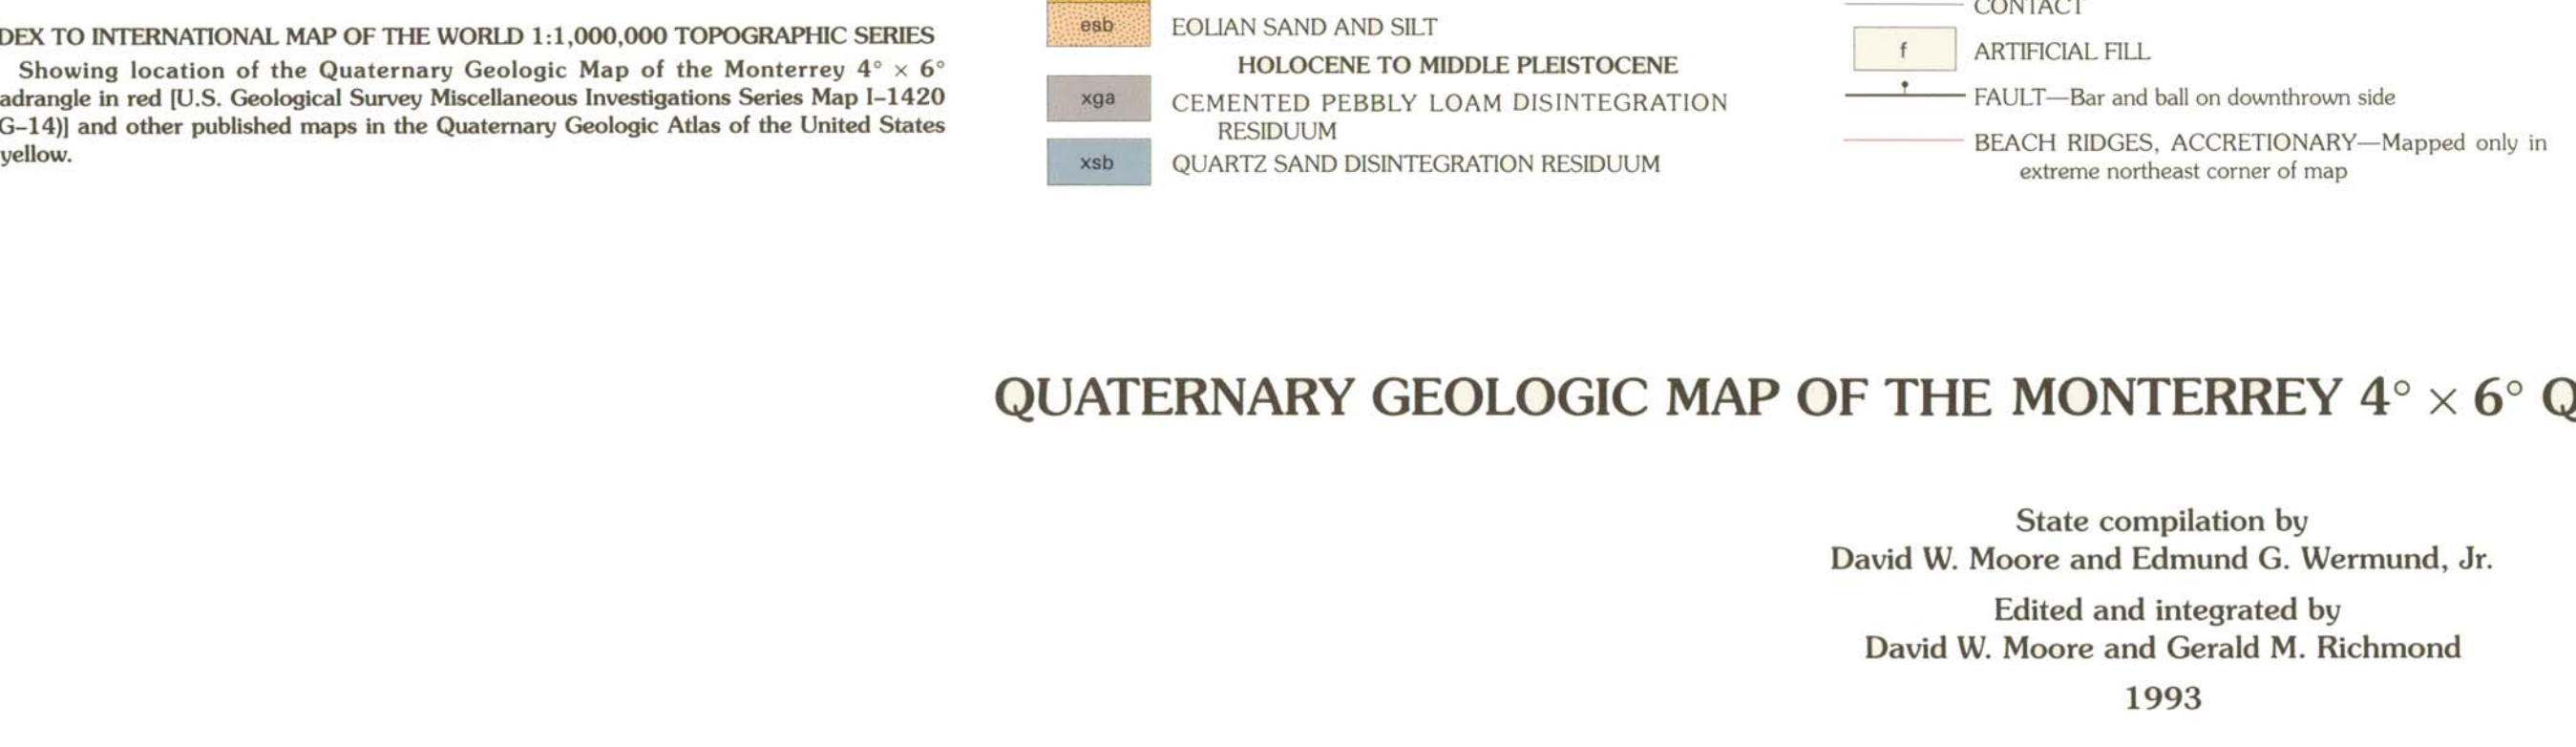 DEX TO INTERNATIONAL MAP OF THE WORLD 1:1,000,000 TOPOGRAPHIC SERIES
Showing location of the Quaternary Geologic Map of the Monterrey 4° × 6°
adrangle in red [U.S. Geological Survey Miscellaneous Investigations Series Map I–1420
G–14)] and other published maps in the Quaternary Geologic Atlas of the United States
yellow.
esb EOLIAN SAND AND SILT
HOLOCENE TO MIDDLE PLEISTOCENE
xga CEMENTED PEBBLY LOAM DISINTEGRATION
RESIDUUM
xsb QUARTZ SAND DISINTEGRATION RESIDUUM
CONTACT
f ARTIFICIAL FILL
FAULT—Bar and ball on downthrown side
BEACH RIDGES, ACCRETIONARY—Mapped only in
extreme northeast corner of map
QUATERNARY GEOLOGIC MAP OF THE MONTERREY 4° × 6° Q
State compilation by
David W. Moore and Edmund G. Wermund, Jr.
Edited and integrated by
David W. Moore and Gerald M. Richmond
1993